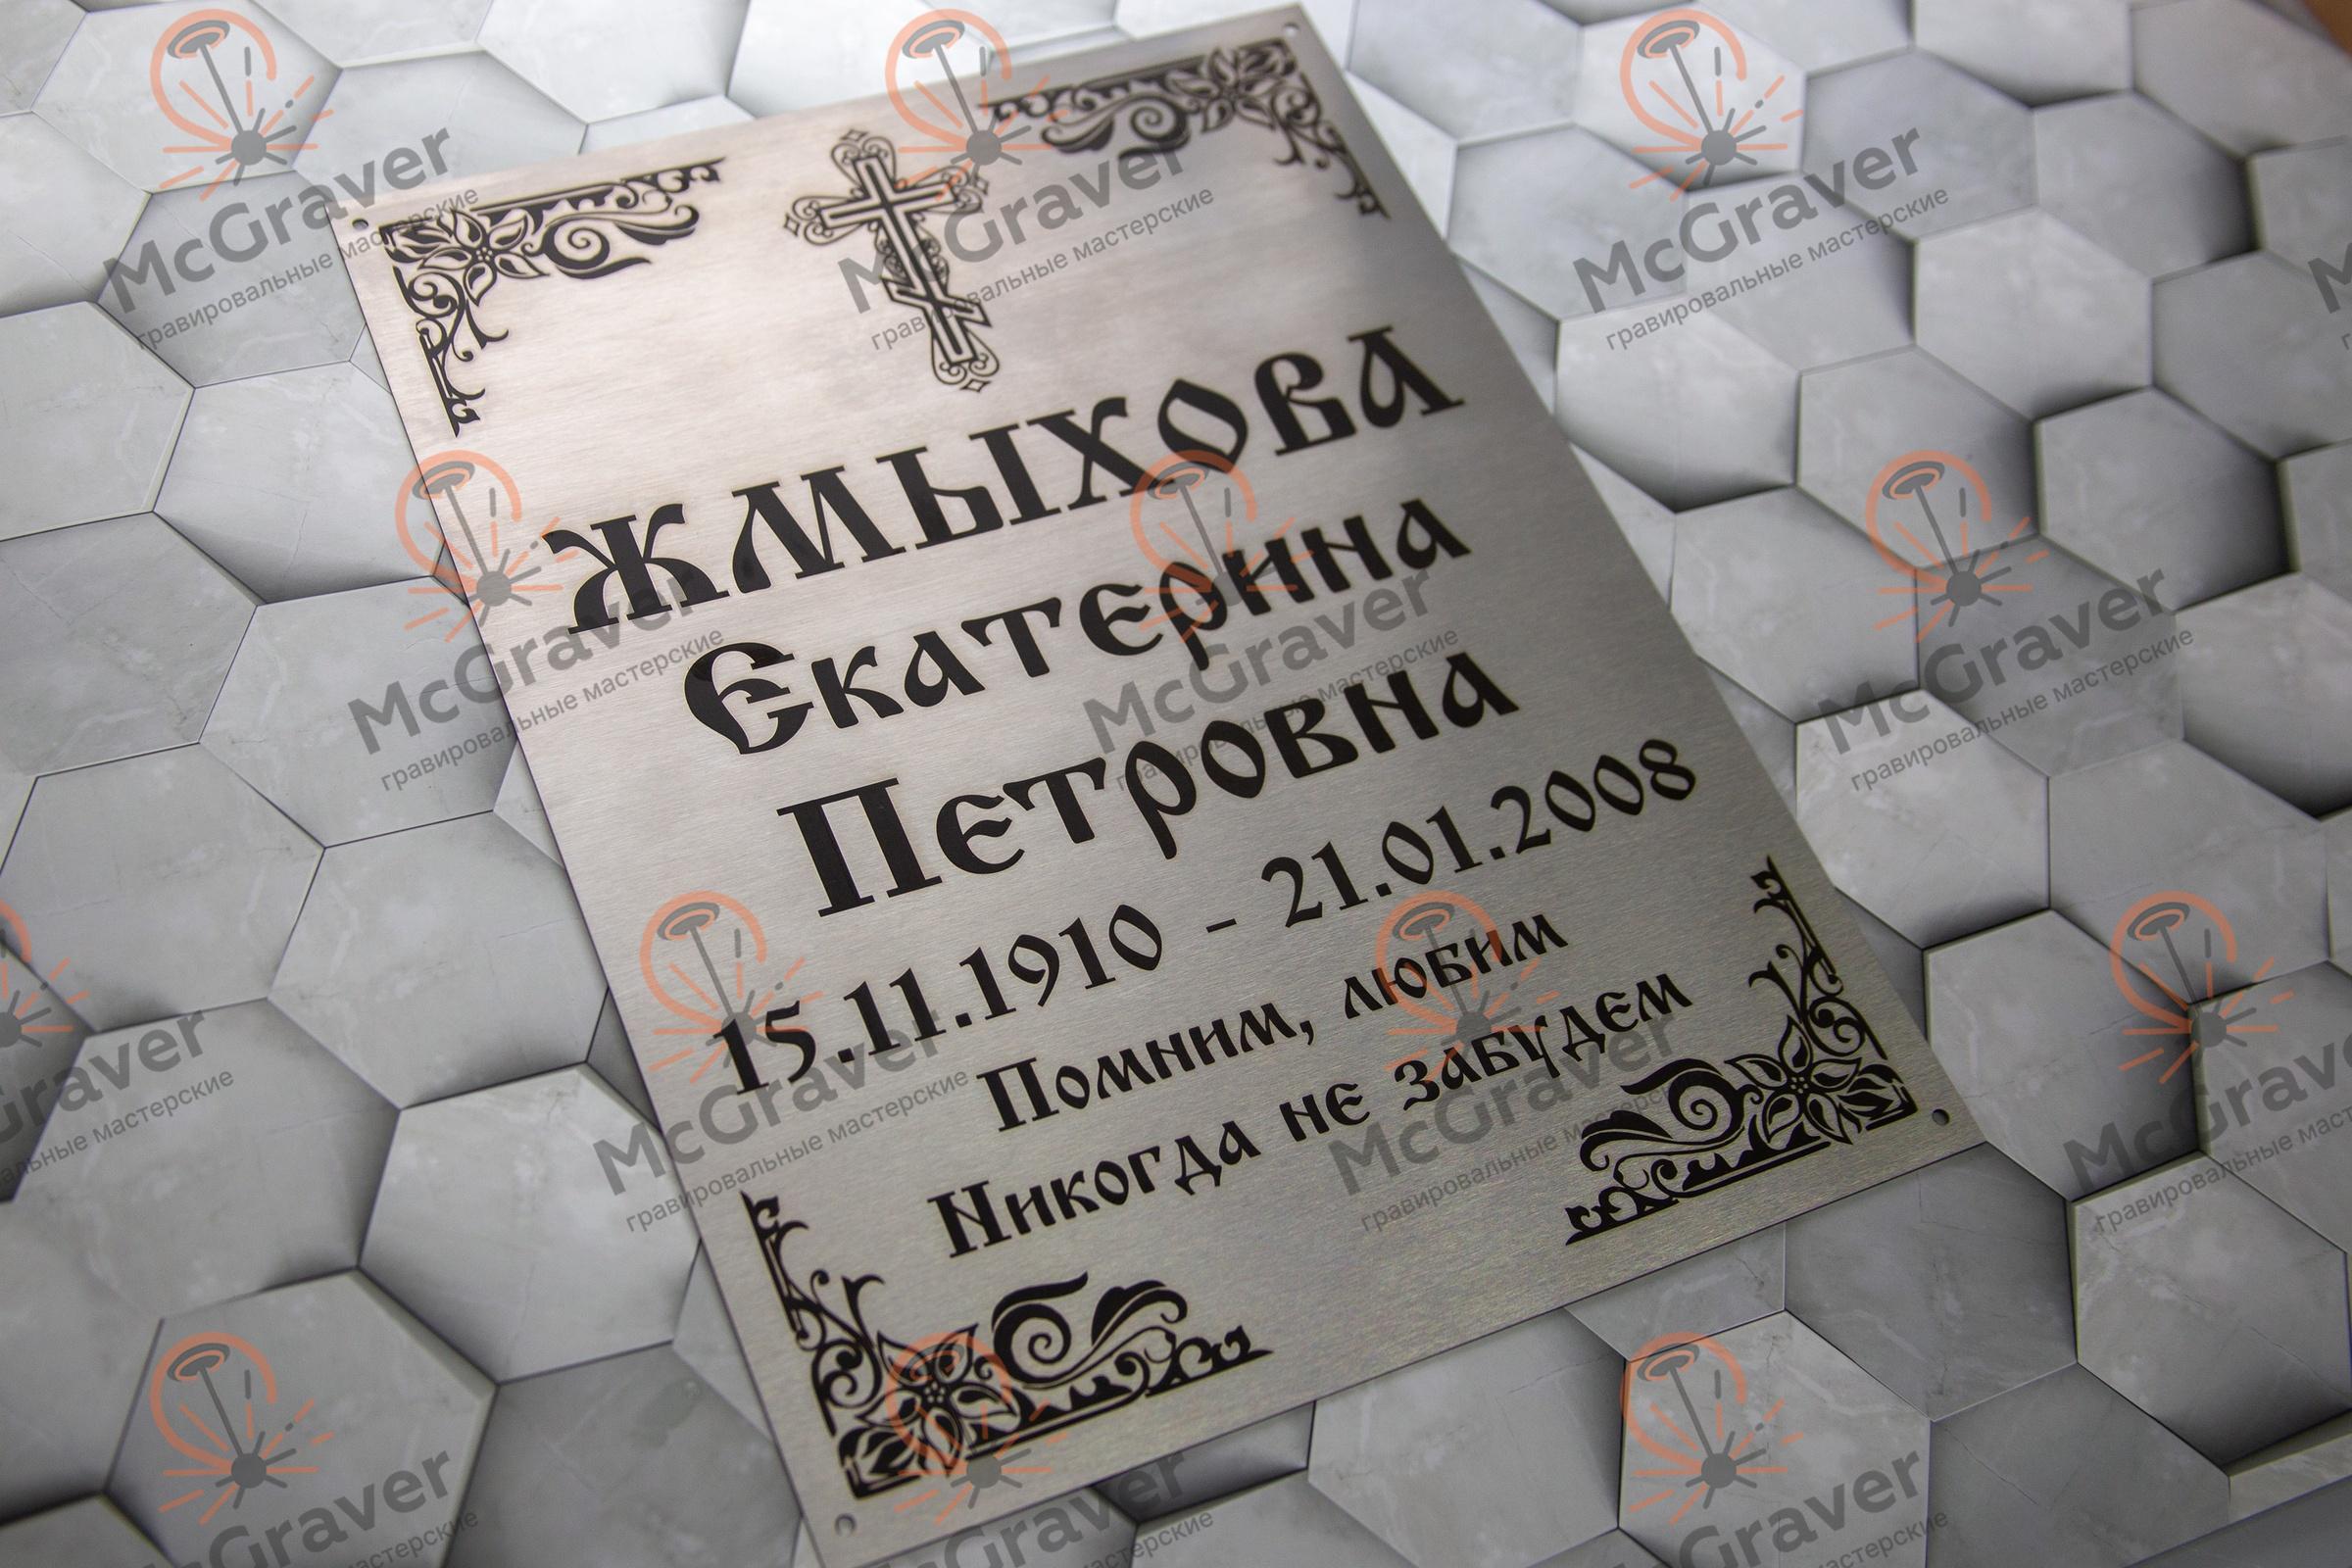 Жмыхова
Екатерина
Петровна
15.11.1910 - 21.01.2008
Помним, любим
Никогда не забудем
McGraver
гравировальные мастерские